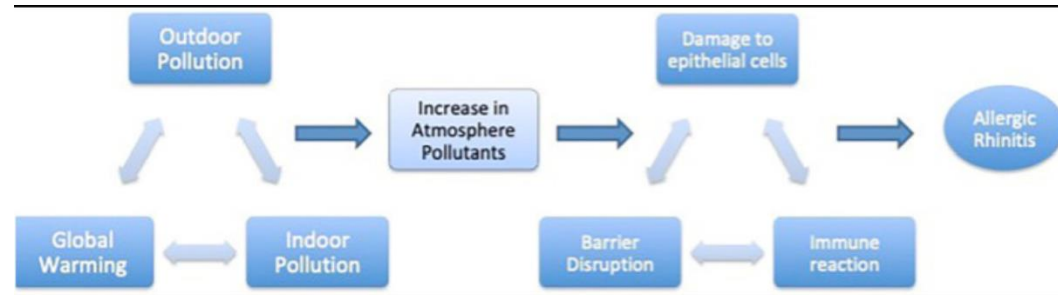 Outdoor
Pollution
Global
Warming
Indoor
Pollution
Increase in
Atmosphere
Pollutants
Damage to
epithelial cells
Barrier
Disruption
Immune
reaction
Allergic
Rhinitis